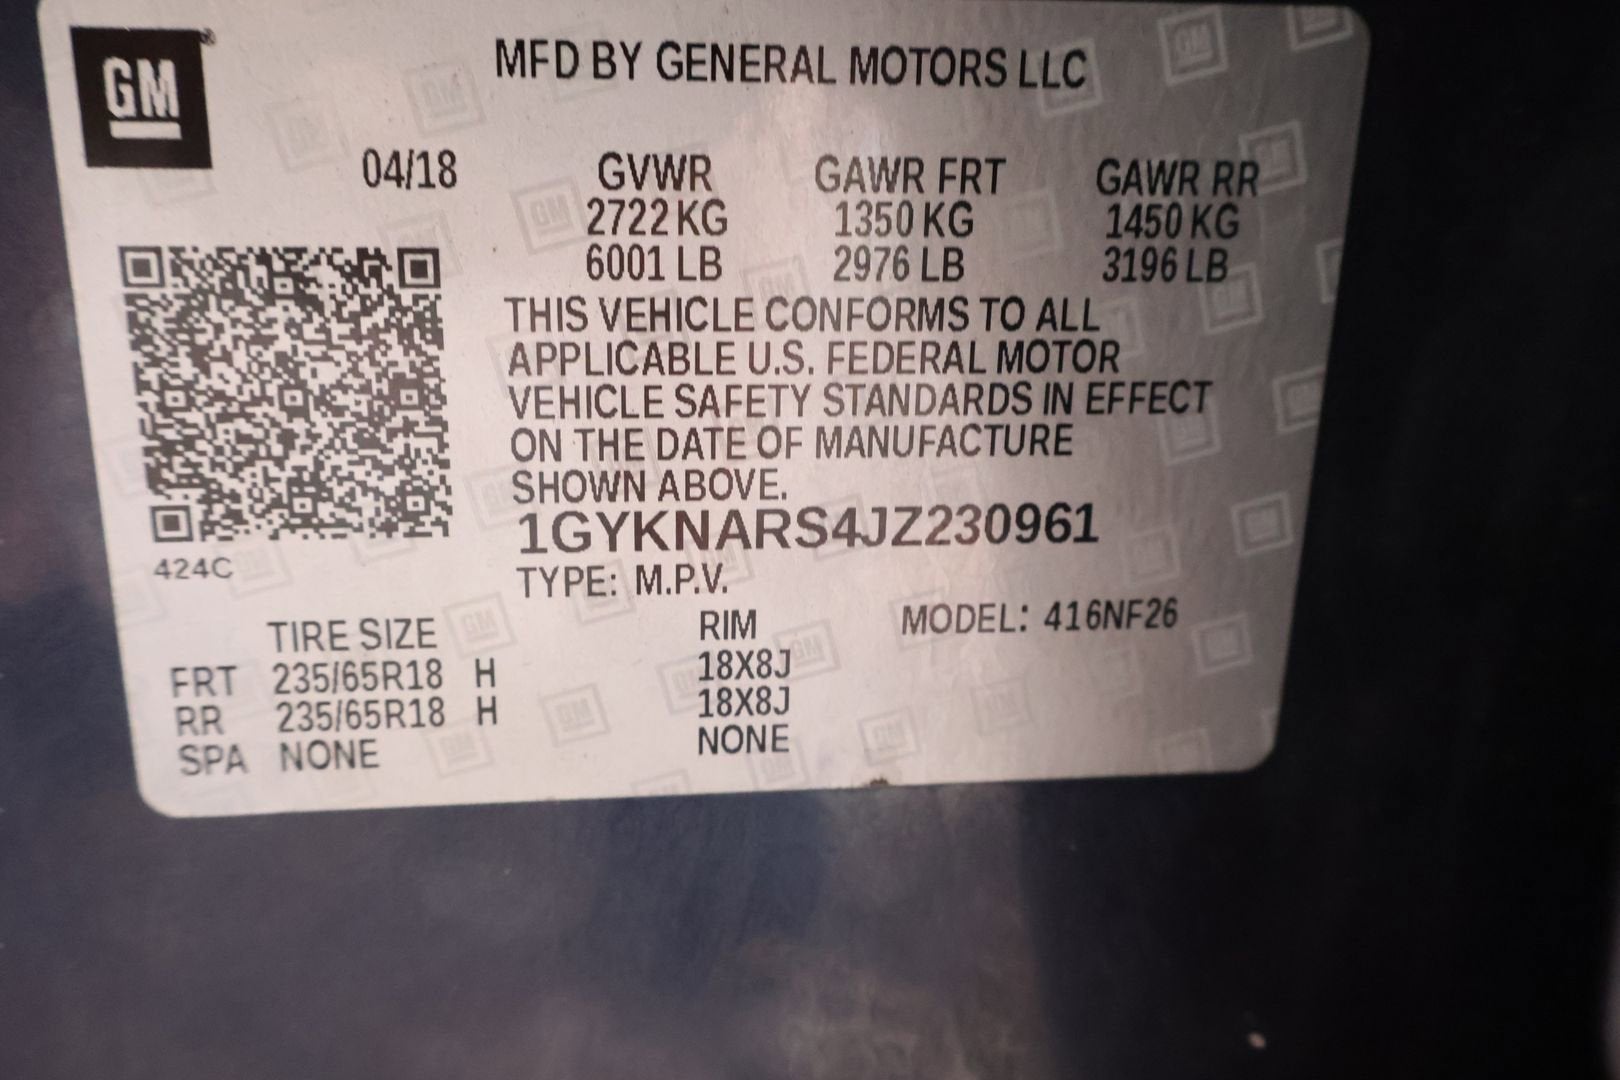 GM
MFD BY GENERAL MOTORS LLC
04/18 GVWR GAWR FRT GAWR RR
2722 KG 1350 KG 1450 KG
6001 LB 2976 LB 3196 LB
THIS VEHICLE CONFORMS TO ALL
APPLICABLE U.S. FEDERAL MOTOR
VEHICLE SAFETY STANDARDS IN EFFECT
ON THE DATE OF MANUFACTURE
SHOWN ABOVE.
1GYKNARS4JZ230961
424C
TYPE: M.P.V.
TIRE SIZE RIM MODEL: 416NF26
FRT 235/65R18 H 18X8J
RR 235/65R18 H 18X8J
SPA NONE NONE